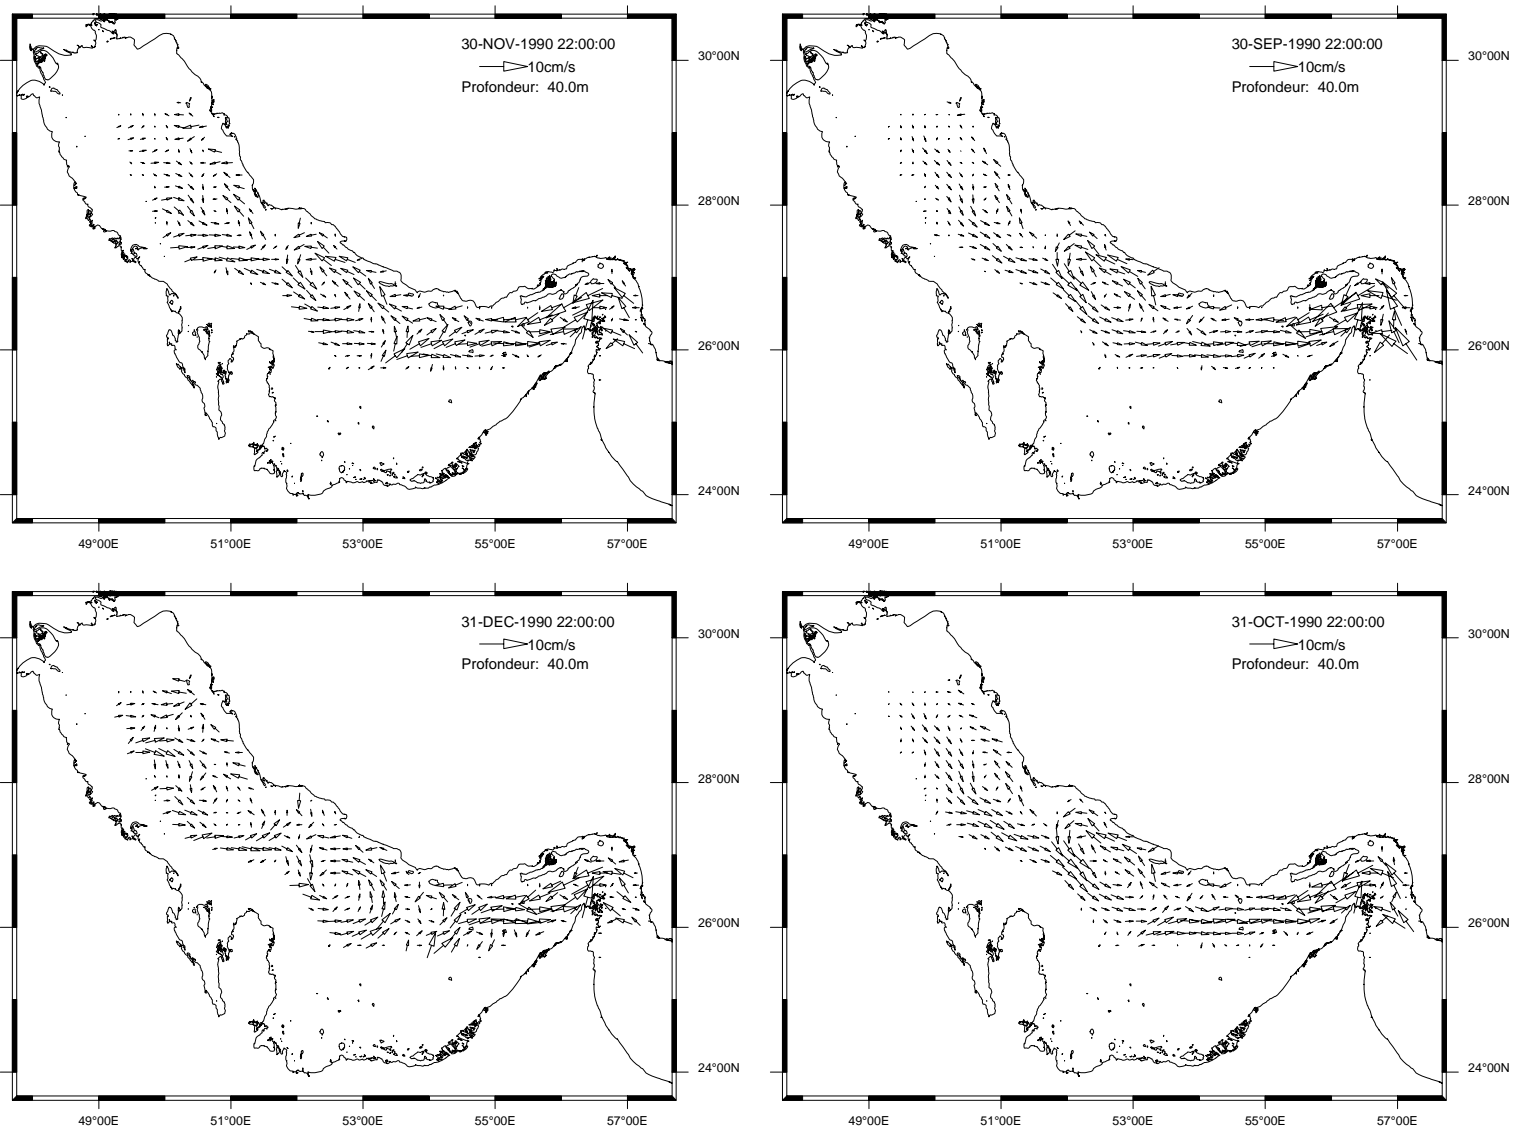 30-NOV-1990 22:00:00
10cm/s
Profondeur: 40.0m
30°00N
28°00N
26°00N
24°00N
49°00E 51°00E 53°00E 55°00E 57°00E
30-SEP-1990 22:00:00
10cm/s
Profondeur: 40.0m
30°00N
28°00N
26°00N
24°00N
49°00E 51°00E 53°00E 55°00E 57°00E
31-DEC-1990 22:00:00
10cm/s
Profondeur: 40.0m
30°00N
28°00N
26°00N
24°00N
49°00E 51°00E 53°00E 55°00E 57°00E
31-OCT-1990 22:00:00
10cm/s
Profondeur: 40.0m
30°00N
28°00N
26°00N
24°00N
49°00E 51°00E 53°00E 55°00E 57°00E